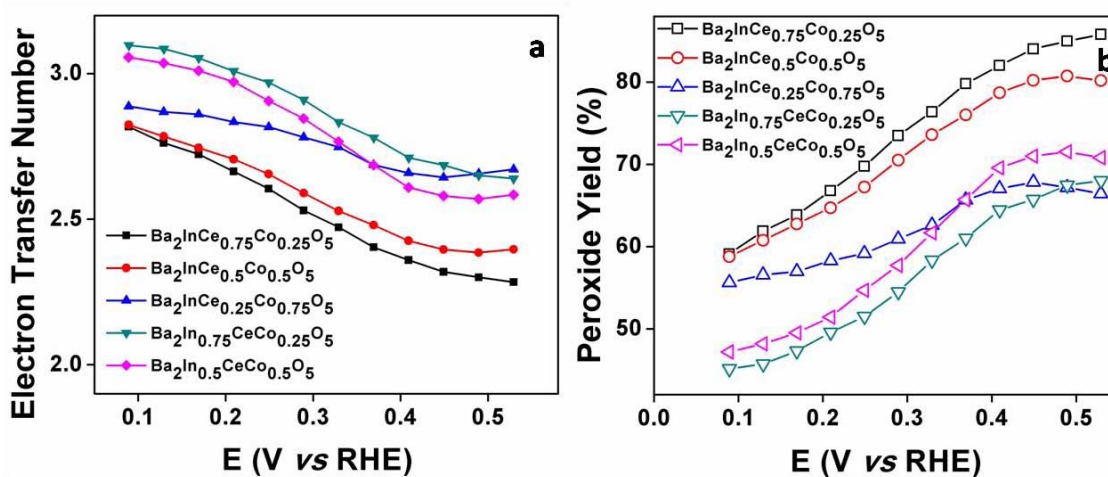 Electron Transfer Number
3.0
2.5
2.0
a
Ba₂InCe₀.₇₅Co₀.₂₅O₅
Ba₂InCe₀.₅Co₀.₅O₅
Ba₂InCe₀.₂₅Co₀.₇₅O₅
Ba₂In₀.₇₅CeCo₀.₂₅O₅
Ba₂In₀.₅CeCo₀.₅O₅
0.1 0.2 0.3 0.4 0.5
E (V vs RHE)
Peroxide Yield (%)
80
70
60
50
b
Ba₂InCe₀.₇₅Co₀.₂₅O₅
Ba₂InCe₀.₅Co₀.₅O₅
Ba₂InCe₀.₂₅Co₀.₇₅O₅
Ba₂In₀.₇₅CeCo₀.₂₅O₅
Ba₂In₀.₅CeCo₀.₅O₅
0.0 0.1 0.2 0.3 0.4 0.5
E (V vs RHE)